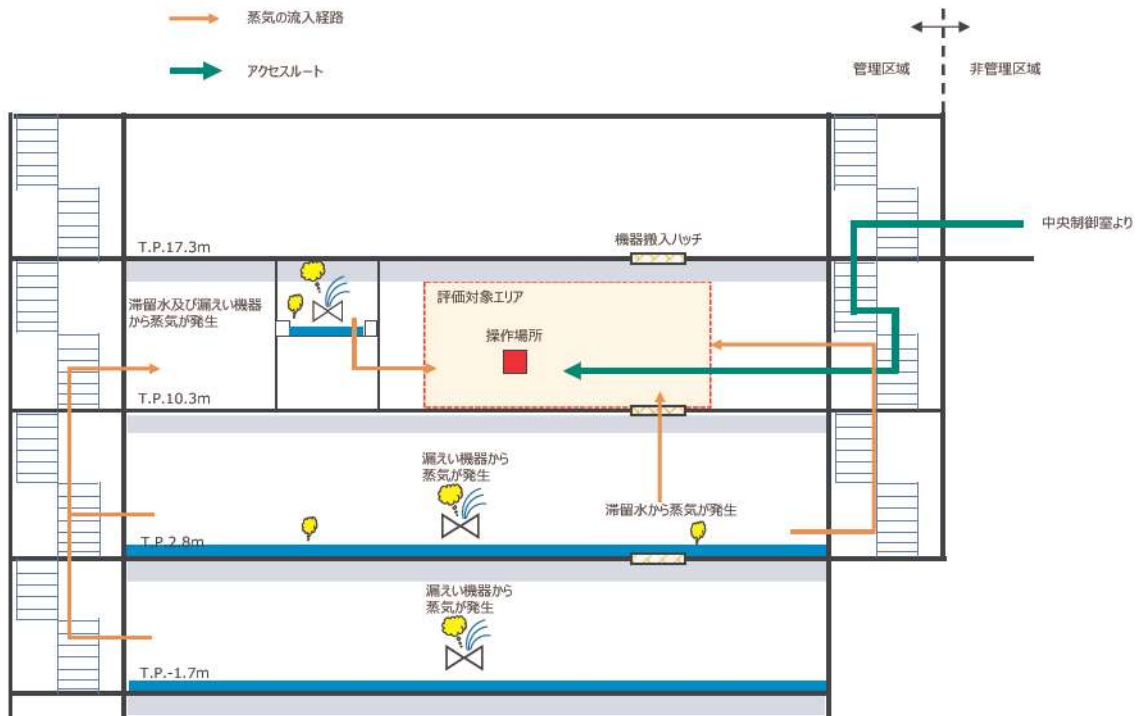 蒸気の流入経路
アクセスルート
管理区域
非管理区域
中央制御室より
T.P.17.3m
機器搬入ハッチ
滞留水及び漏えい機器
から蒸気が発生
評価対象エリア
操作場所
T.P.10.3m
漏えい機器から
蒸気が発生
滞留水から蒸気が発生
T.P.2.8m
漏えい機器から
蒸気が発生
T.P.-1.7m